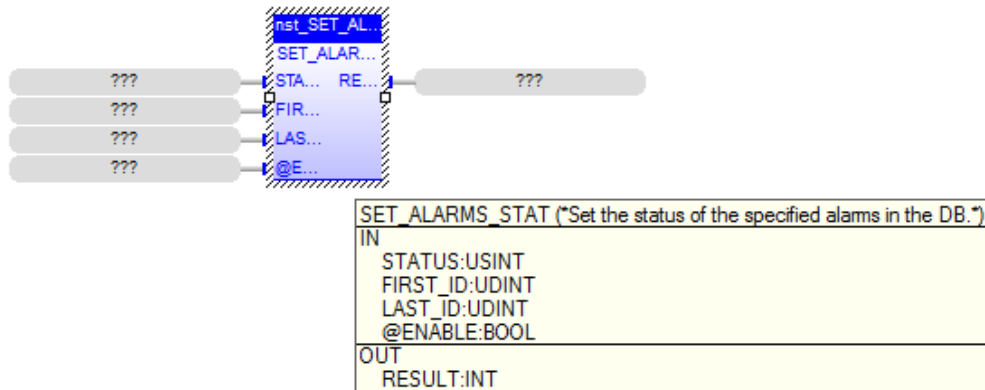 nst_SET_AL...
SET_ALAR...
??? STA... RE... ???
??? FIR...
??? LAS...
??? @E...
SET_ALARMS_STAT (*Set the status of the specified alarms in the DB.*)
IN
STATUS:USINT
FIRST_ID:UDINT
LAST_ID:UDINT
@ENABLE:BOOL
OUT
RESULT:INT